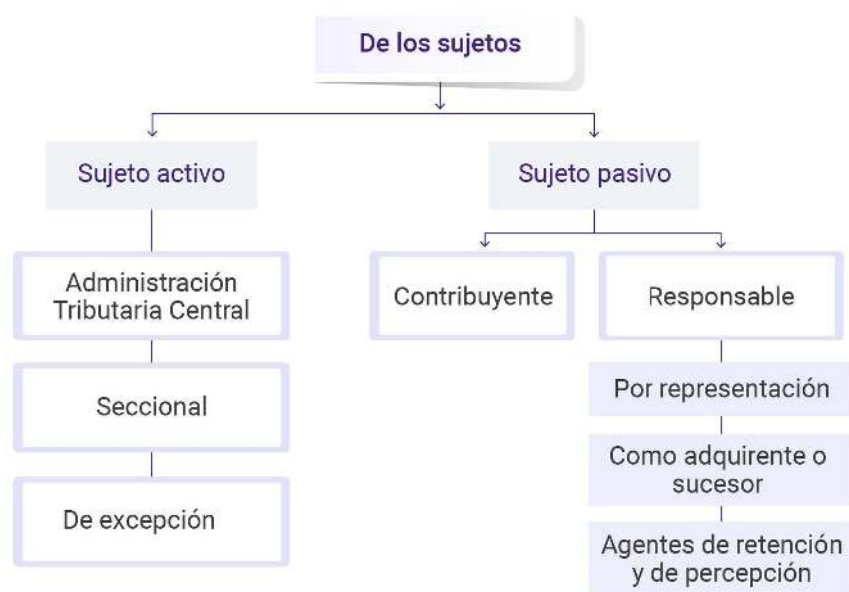 De los sujetos
Sujeto activo
Sujeto pasivo
Administración
Tributaria Central
Contribuyente
Responsable
Seccional
Por representación
Como adquirente o
sucesor
De excepción
Agentes de retención
y de percepción